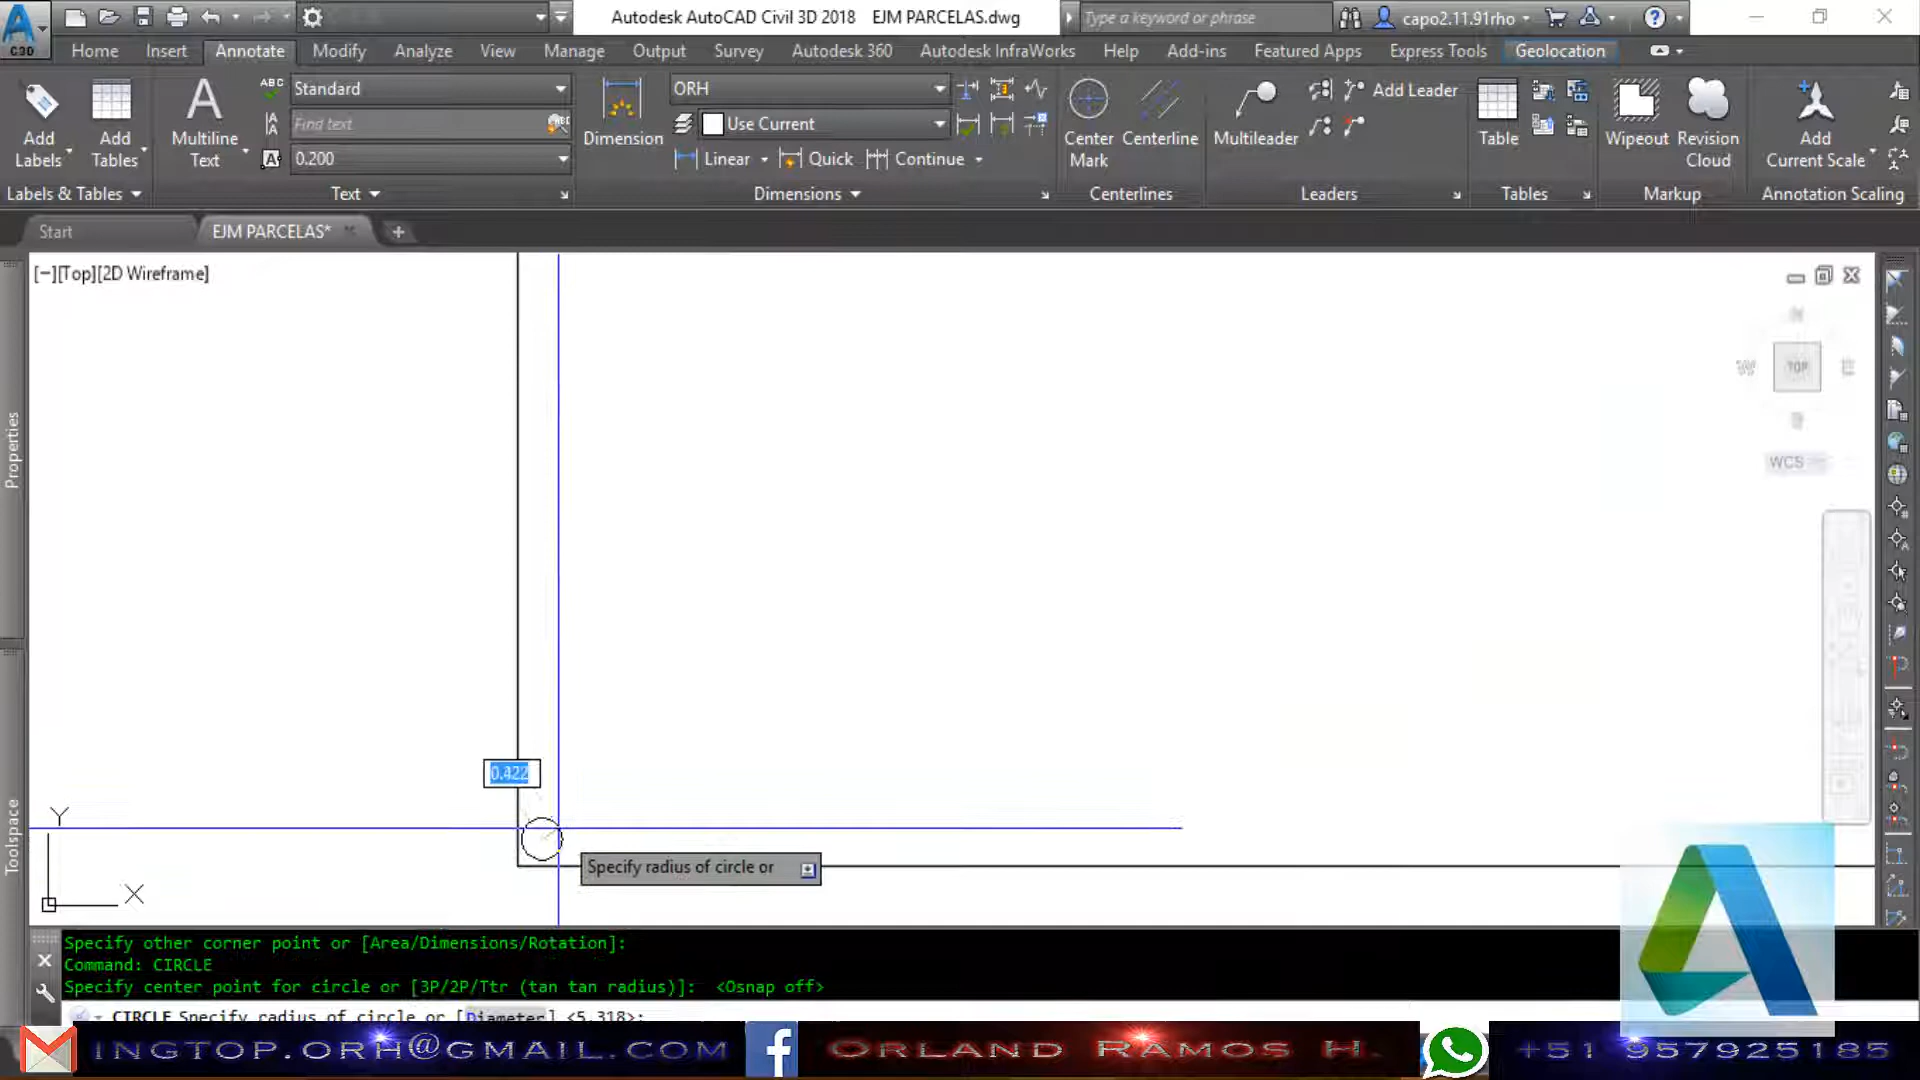 C3D
Autodesk AutoCAD Civil 3D 2018 EJM PARCELAS.dwg
Type a keyword or phrase
capo2.11.91rho
Home Insert Annotate Modify Analyze View Manage Output Survey Autodesk 360 Autodesk InfraWorks Help Add-ins Featured Apps Express Tools Geolocation
Add Labels
Add Tables
Labels & Tables
Multiline Text
ABC
Standard
Find text
0.200
Text
Dimension
ORH
Use Current
Linear Quick Continue
Dimensions
Center Mark
Centerline
Centerlines
Multileader
Add Leader
Leaders
Table
Tables
Wipeout
Revision Cloud
Markup
Add Current Scale
Annotation Scaling
Start EJM PARCELAS*
[−][Top][2D Wireframe]
Properties
Toolspace
N
W TOP E
S
WCS
0.422
Specify radius of circle or
Y
X
Specify other corner point or [Area/Dimensions/Rotation]:
Command: CIRCLE
Specify center point for circle or [3P/2P/Ttr (tan tan radius)]: <Osnap off>
CIRCLE Specify radius of circle or [Diameter] <5.318>:
INGTOP.ORH@GMAIL.COM
Orland Ramos H.
+51 957925185